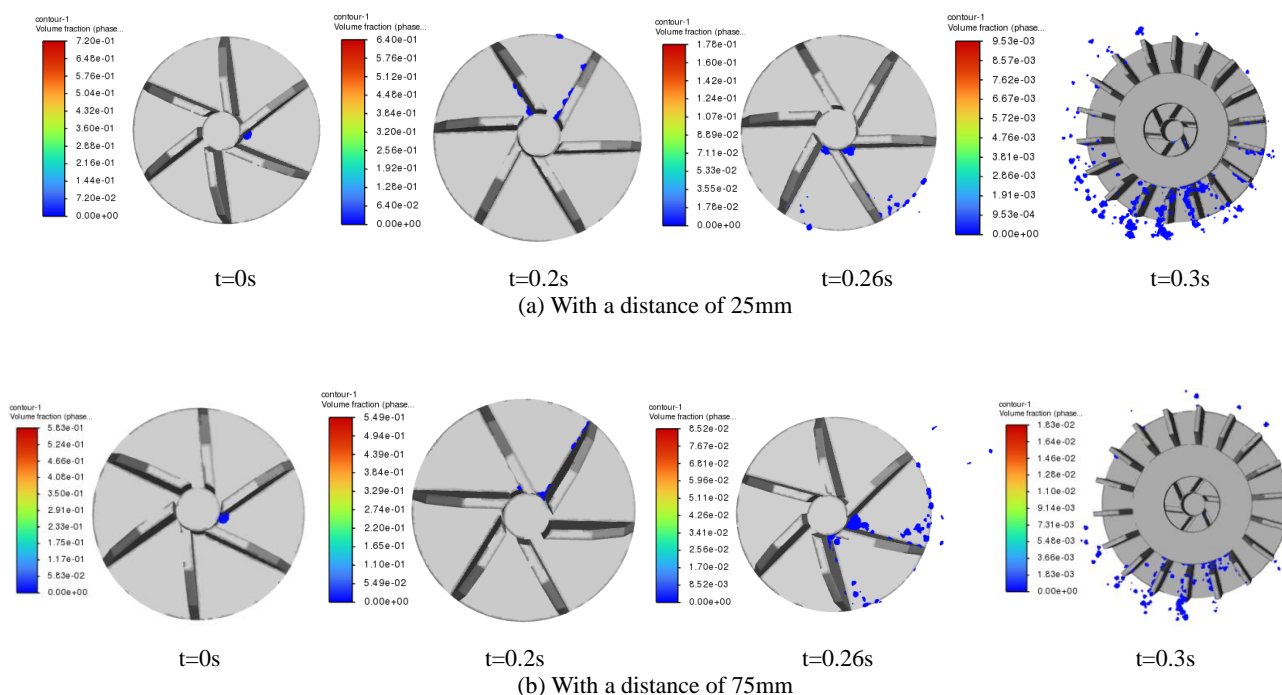 contour-1
Volume fraction (phase...
7.20e-01
6.48e-01
5.76e-01
5.04e-01
4.32e-01
3.60e-01
2.88e-01
2.16e-01
1.44e-01
7.20e-02
0.00e+00
contour-1
Volume fraction (phase...
6.40e-01
5.76e-01
5.12e-01
4.48e-01
3.84e-01
3.20e-01
2.56e-01
1.92e-01
1.28e-01
6.40e-02
0.00e+00
contour-1
Volume fraction (phase...
1.78e-01
1.60e-01
1.42e-01
1.24e-01
1.07e-01
8.89e-02
7.11e-02
5.33e-02
3.55e-02
1.78e-02
0.00e+00
contour-1
Volume fraction (phase...
9.53e-03
8.57e-03
7.62e-03
6.67e-03
5.72e-03
4.76e-03
3.81e-03
2.86e-03
1.91e-03
9.53e-04
0.00e+00
t=0s
t=0.2s
t=0.26s
t=0.3s
(a) With a distance of 25mm
contour-1
Volume fraction (phase...
5.83e-01
5.24e-01
4.66e-01
4.08e-01
3.50e-01
2.91e-01
2.33e-01
1.75e-01
1.17e-01
5.83e-02
0.00e+00
contour-1
Volume fraction (phase...
5.49e-01
4.94e-01
4.39e-01
3.84e-01
3.29e-01
2.74e-01
2.20e-01
1.65e-01
1.10e-01
5.49e-02
0.00e+00
contour-1
Volume fraction (phase...
8.52e-02
7.67e-02
6.81e-02
5.96e-02
5.11e-02
4.26e-02
3.41e-02
2.56e-02
1.70e-02
8.52e-03
0.00e+00
contour-1
Volume fraction (phase...
1.83e-02
1.64e-02
1.46e-02
1.28e-02
1.10e-02
9.14e-03
7.31e-03
5.48e-03
3.66e-03
1.83e-03
0.00e+00
t=0s
t=0.2s
t=0.26s
t=0.3s
(b) With a distance of 75mm